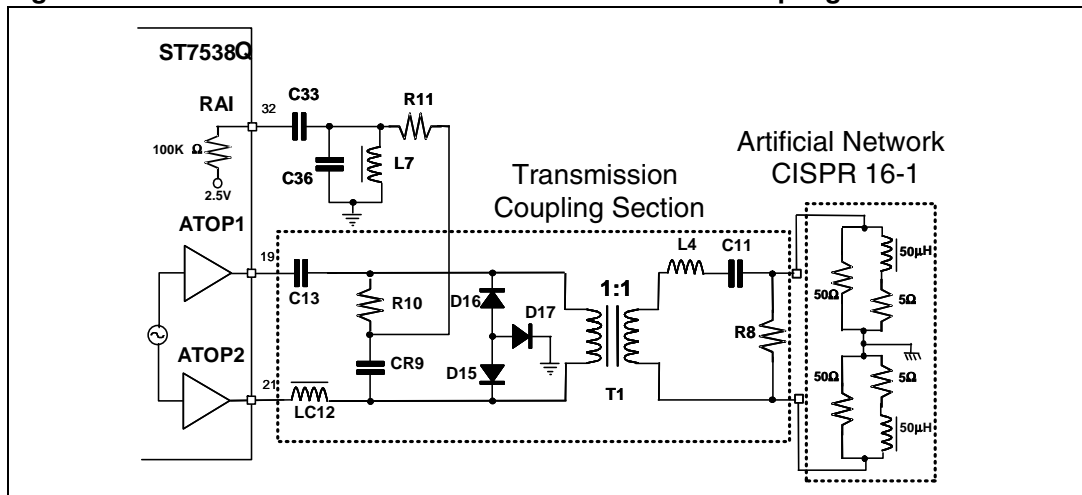 ST7538Q
RAI
32
C33
R11
100K Ω
2.5V
C36
L7
Artificial Network
CISPR 16-1
Transmission
Coupling Section
ATOP1
19
C13
R10
D16
D17
1:1
L4
C11
50µH
50Ω
5Ω
R8
ATOP2
21
CR9
D15
T1
LC12
50Ω
5Ω
50µH